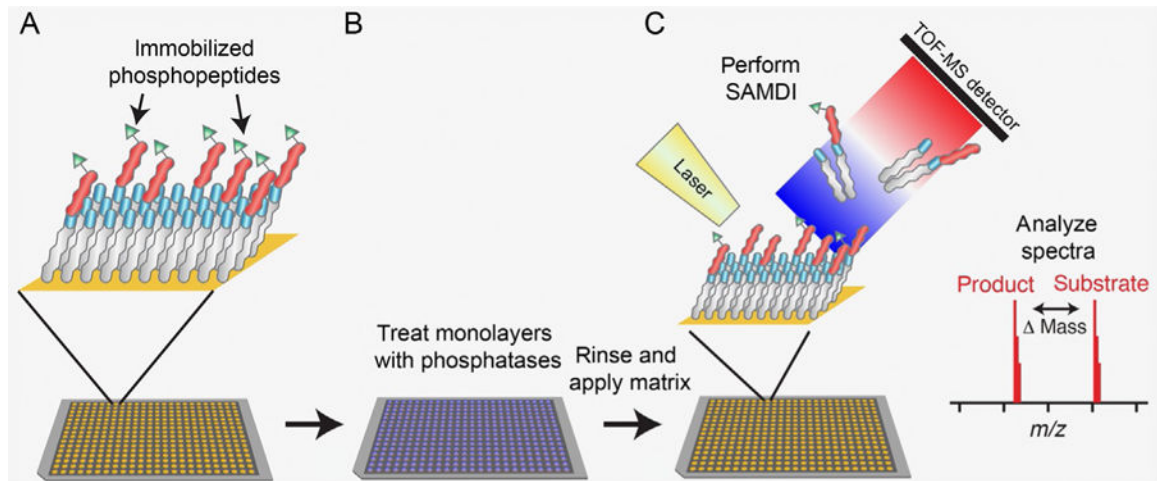 A
Immobilized
phosphopeptides
B
Treat monolayers
with phosphatases
Rinse and
apply matrix
C
Perform
SAMDI
TOF-MS detector
Laser
Analyze
spectra
Product
Substrate
Δ Mass
m/z